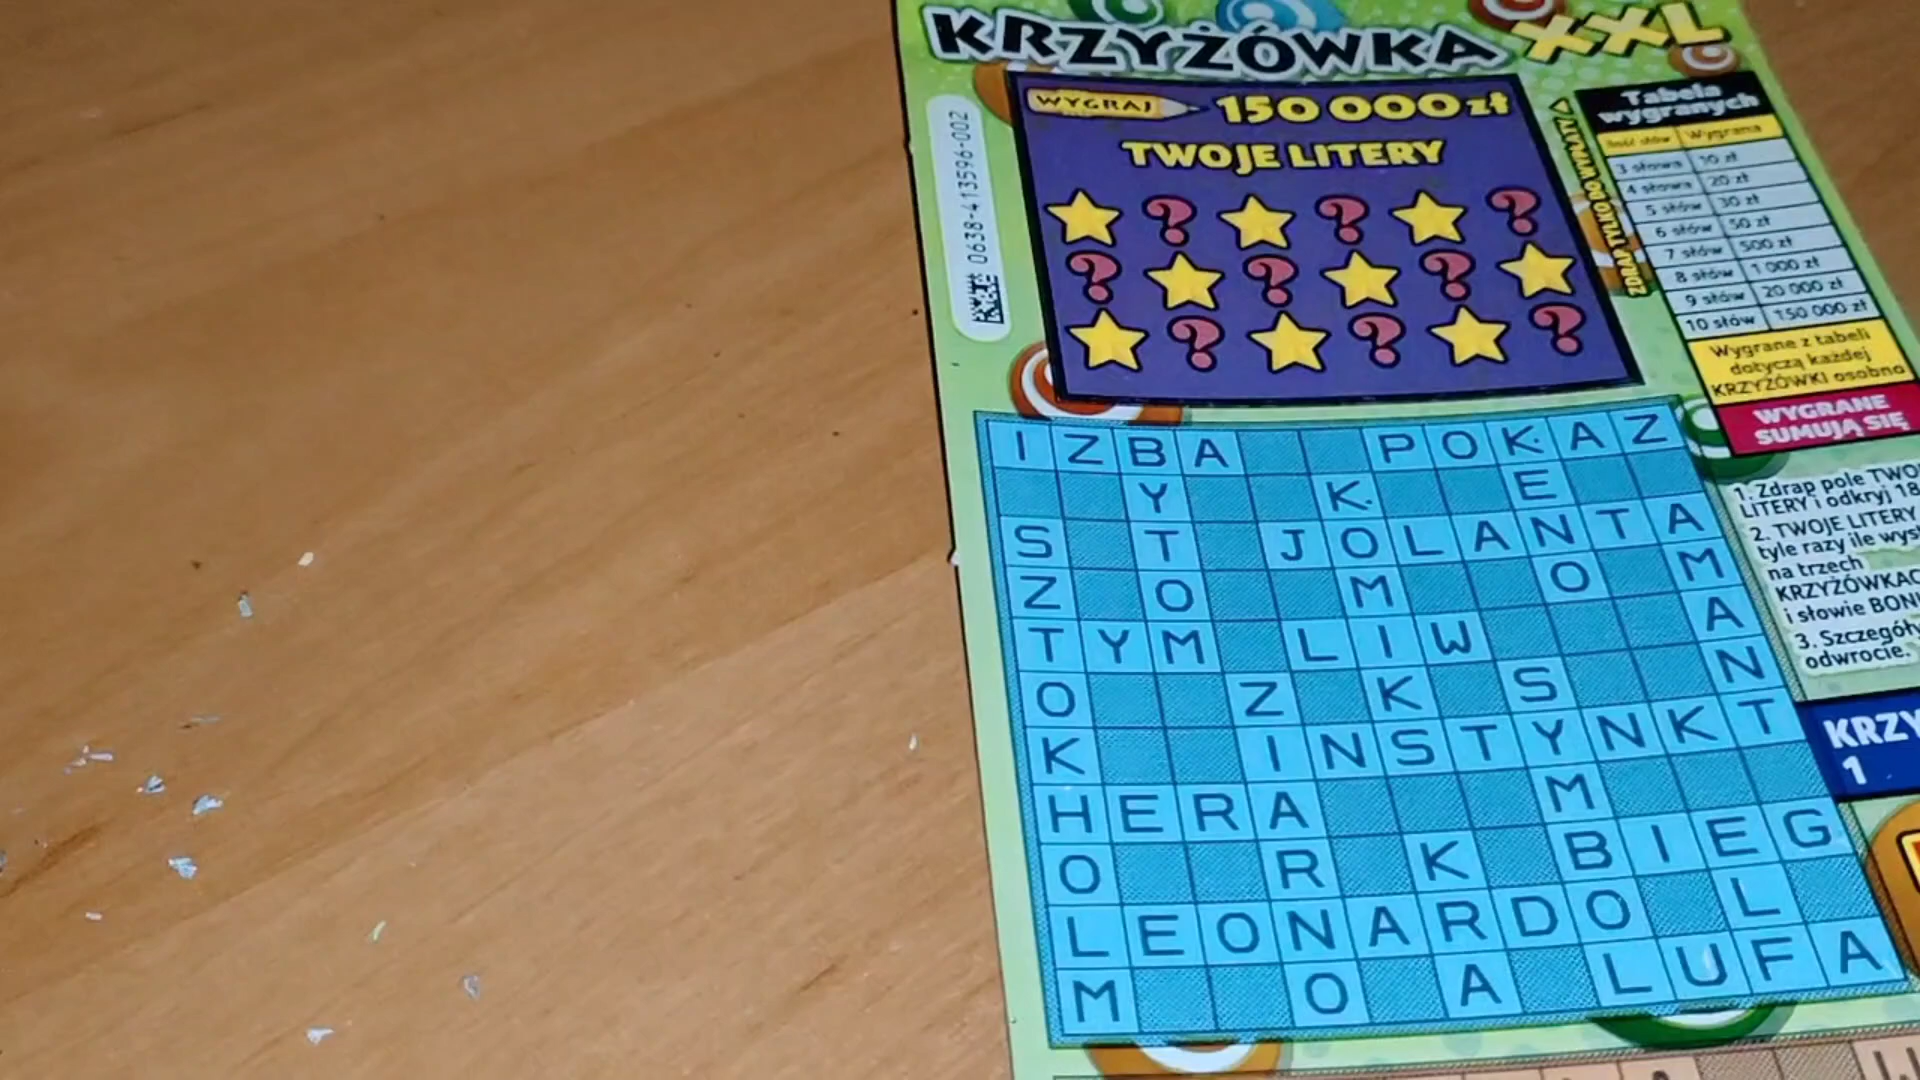 KRZYŻÓWKA XXL
WYGRAJ 150 000 zł
TWOJE LITERY
0638-413596-002
ZDRAP TYLKO DO WYPŁATY
Tabela
wygranych
Ilość słów Wygrana
3 słowa 10 zł
4 słowa 20 zł
5 słów 30 zł
6 słów 50 zł
7 słów 500 zł
8 słów 1 000 zł
9 słów 20 000 zł
10 słów 150 000 zł
Wygrane z tabeli
dotyczą każdej
KRZYŻÓWKI osobno
WYGRANE
SUMUJĄ SIĘ
1. Zdrap pole TWO
LITERY i odkryj 18
2. TWOJE LITERY
tyle razy ile wys
na trzech
KRZYŻÓWKAC
i słowie BON
3. Szczegóły
odwrocie.
KRZY
1
I Z B A P O K A Z
Y K E
S T J O L A N T A
Z O M O M
T Y M L I W A
O Z K S N
K I N S T Y N K T
H E R A M
O R K B I E G
L E O N A R D O L
M O A L U F A